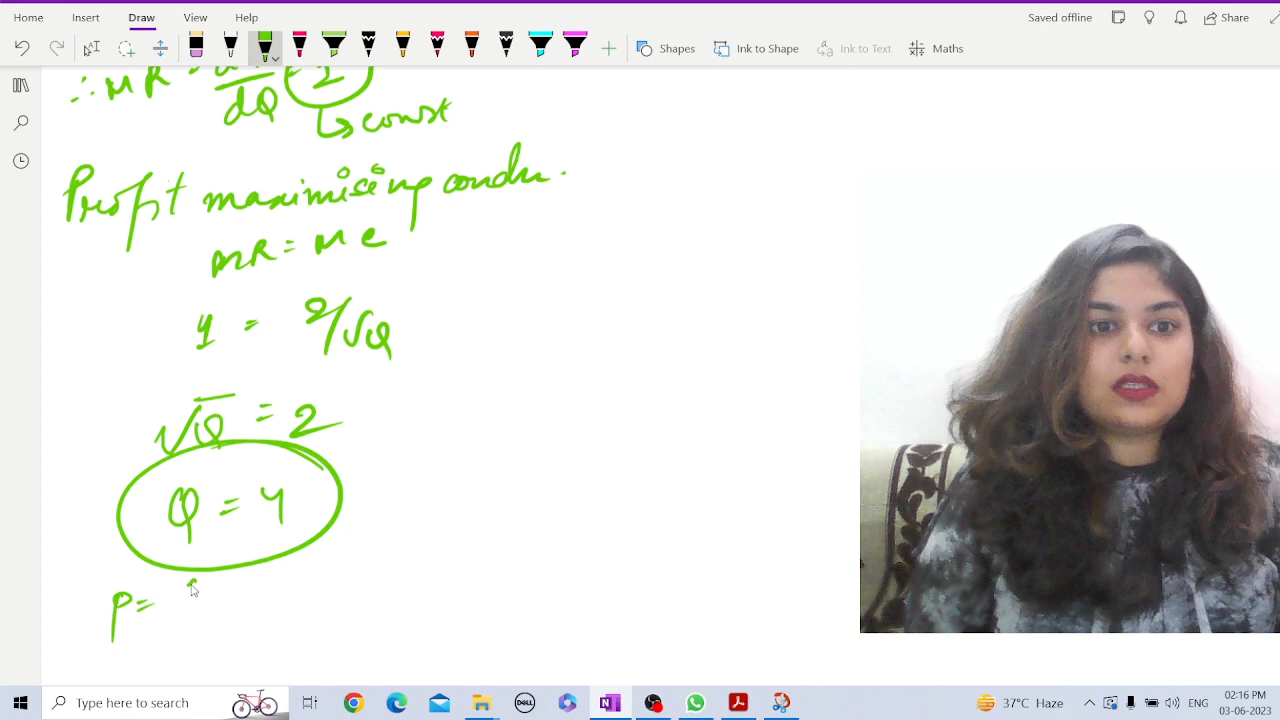 Home Insert Draw View Help Saved offline Share
Shapes Ink to Shape Ink to Text Maths
∴ MR = dQ
↳ const
Profit maximising condn.
MR = MC
y = 8/√Q
√Q = 2
Q = 4
P =
Type here to search DELL N 37°C Haze ENG 02:16 PM
03-06-2023